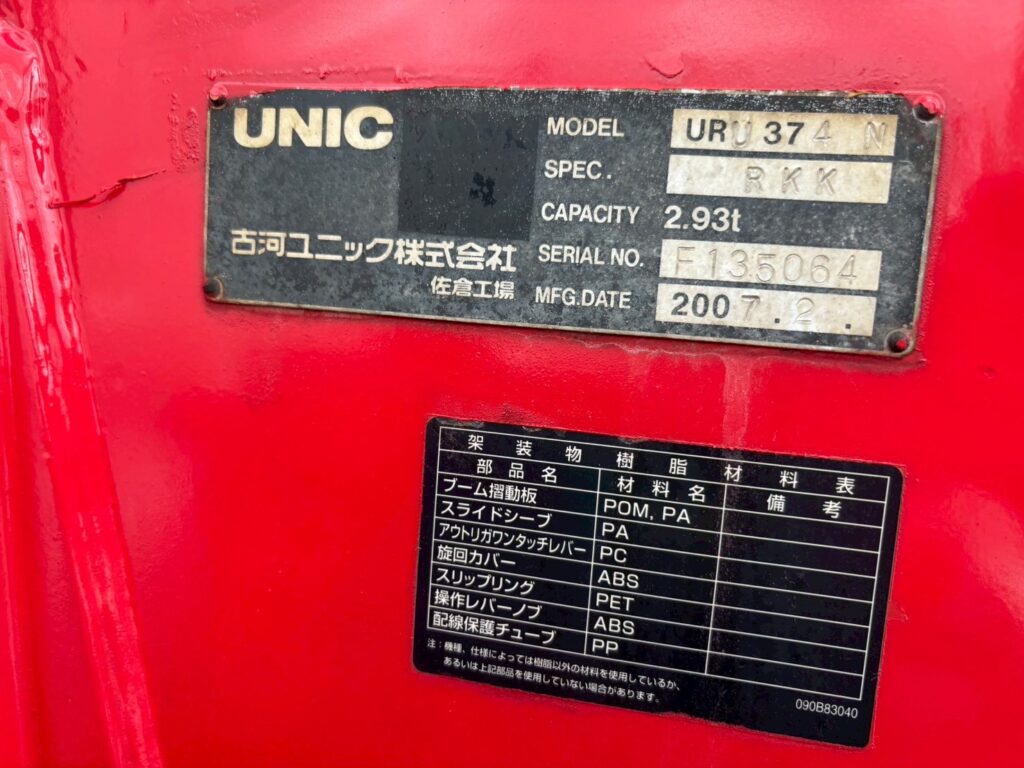 UNIC
古河ユニック株式会社
佐倉工場
MODEL URU374N
SPEC. RKK
CAPACITY 2.93t
SERIAL NO. F135064
MFG.DATE 2007.2.
架装物樹脂材料表
部品名 材料名 備考
ブーム摺動板 POM, PA
スライドシーブ PA
アウトリガワンタッチレバー PC
旋回カバー ABS
スリップリング PET
操作レバーノブ ABS
配線保護チューブ PP
注：機種、仕様によっては樹脂以外の材料を使用しているか、
あるいは上記部品を使用していない場合があります。
090B83040